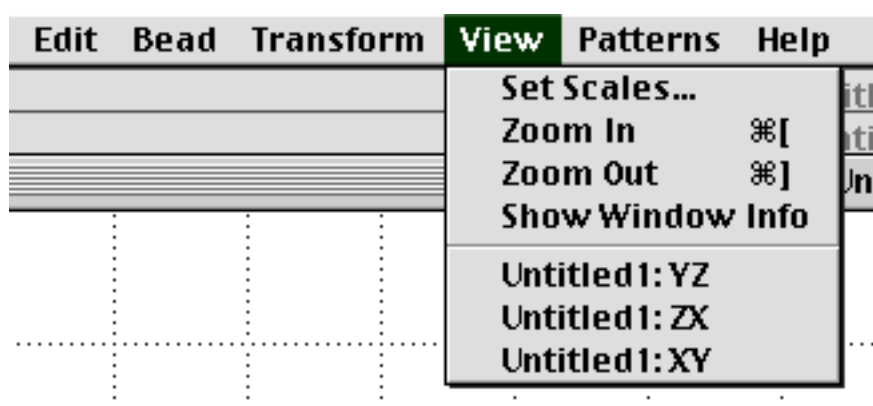 Edit Bead Transform View Patterns Help
Set Scales...
Zoom In ⌘[
Zoom Out ⌘]
Show Window Info
Untitled1: YZ
Untitled1: ZX
Untitled1: XY